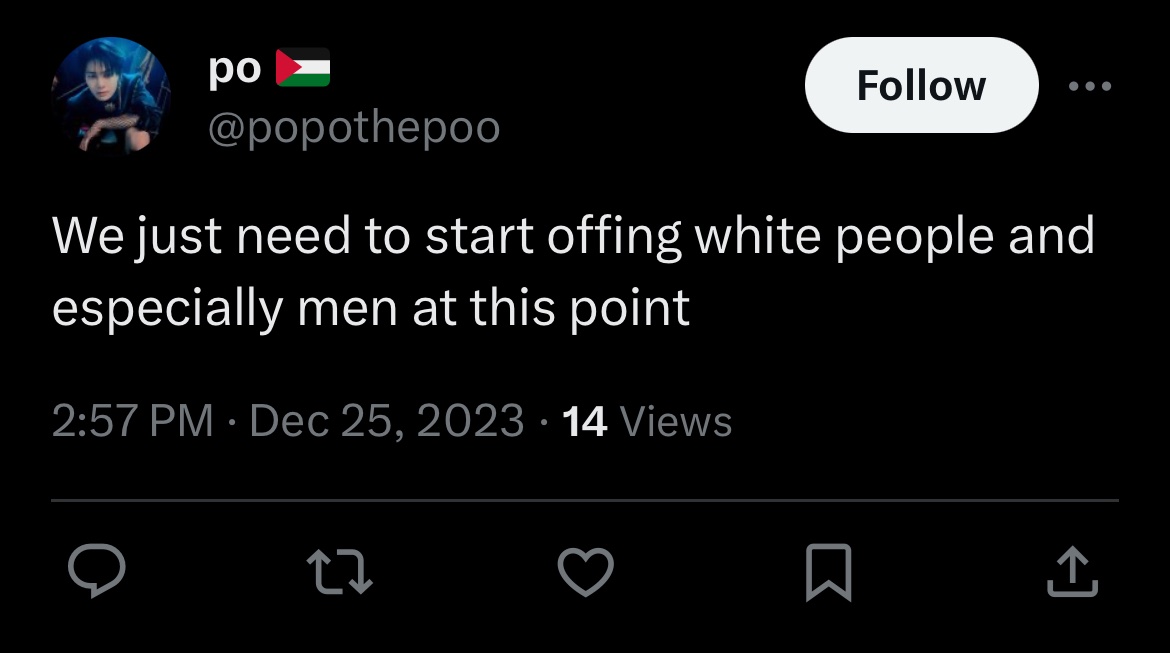 po 🇵🇸
@popothepoo
Follow
We just need to start offing white people and
especially men at this point
2:57 PM · Dec 25, 2023 · 14 Views